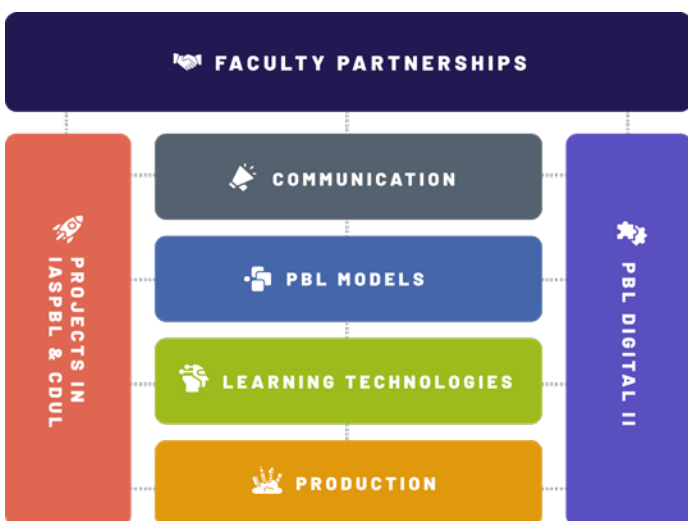 FACULTY PARTNERSHIPS
PROJECTS IN
IASPBL & CDUL
COMMUNICATION
PBL MODELS
LEARNING TECHNOLOGIES
PRODUCTION
PBL DIGITAL II